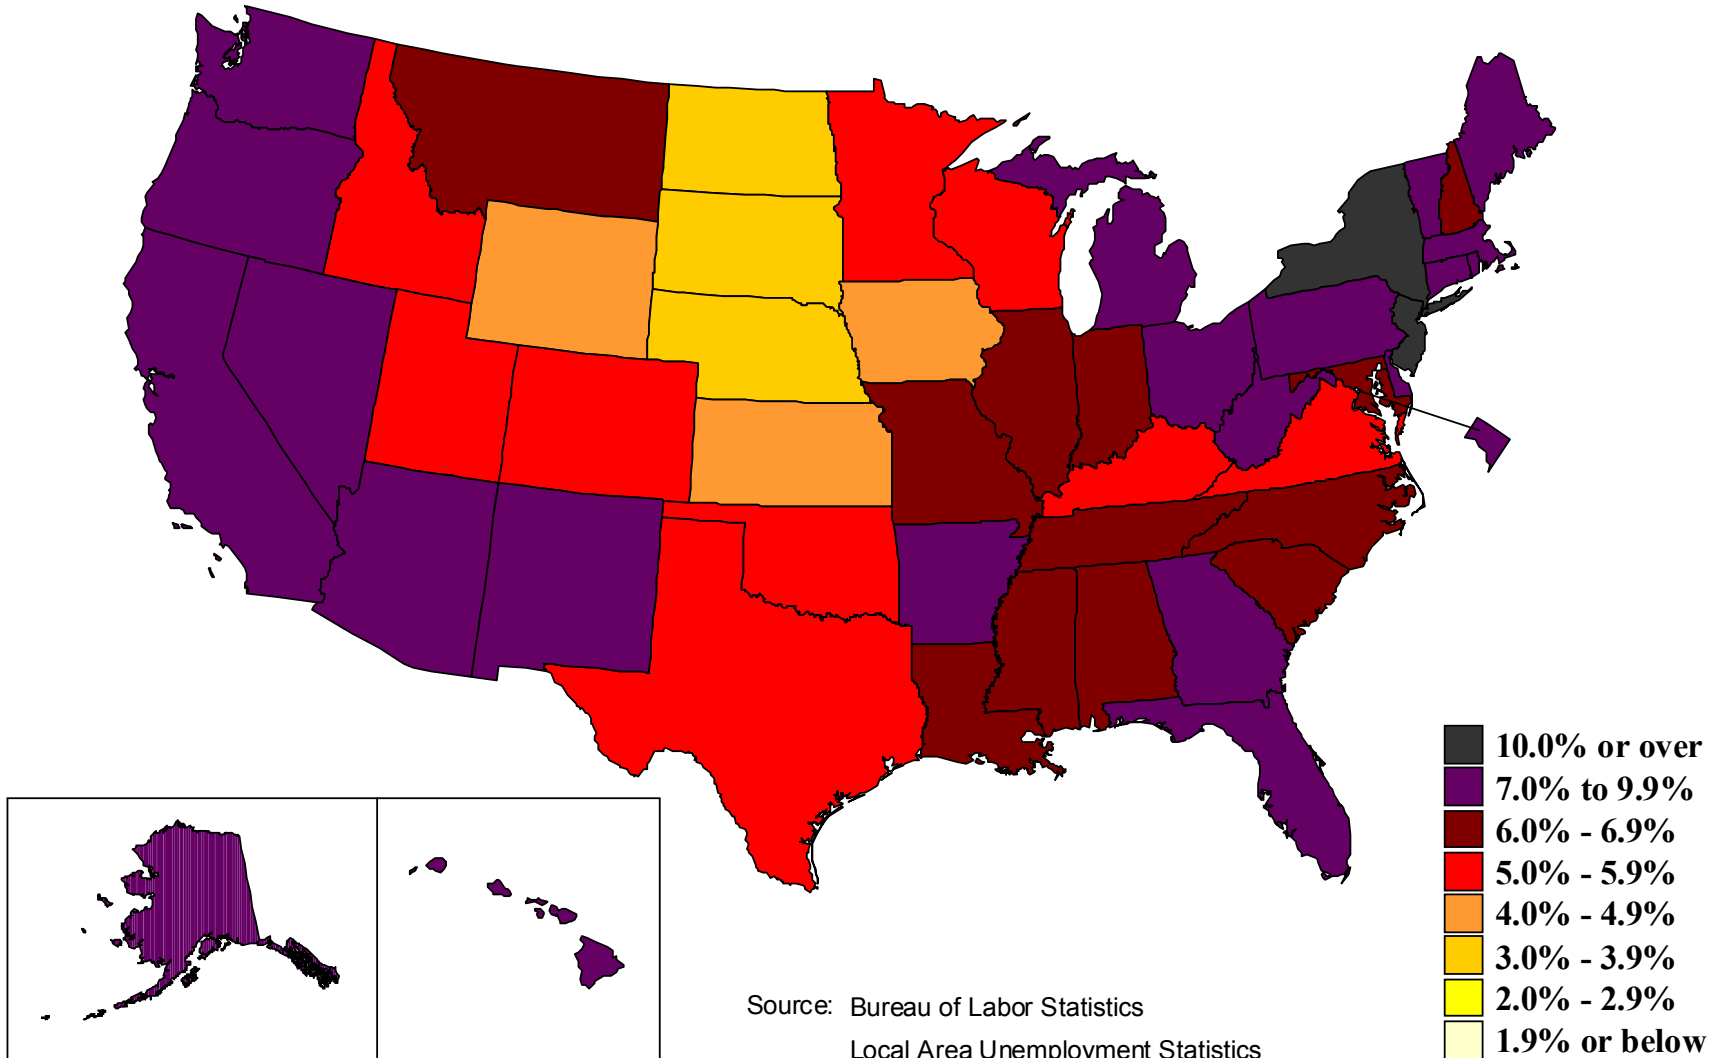 10.0% or over
7.0% to 9.9%
6.0% - 6.9%
5.0% - 5.9%
4.0% - 4.9%
3.0% - 3.9%
2.0% - 2.9%
1.9% or below
Source: Bureau of Labor Statistics
Local Area Unemployment Statistics